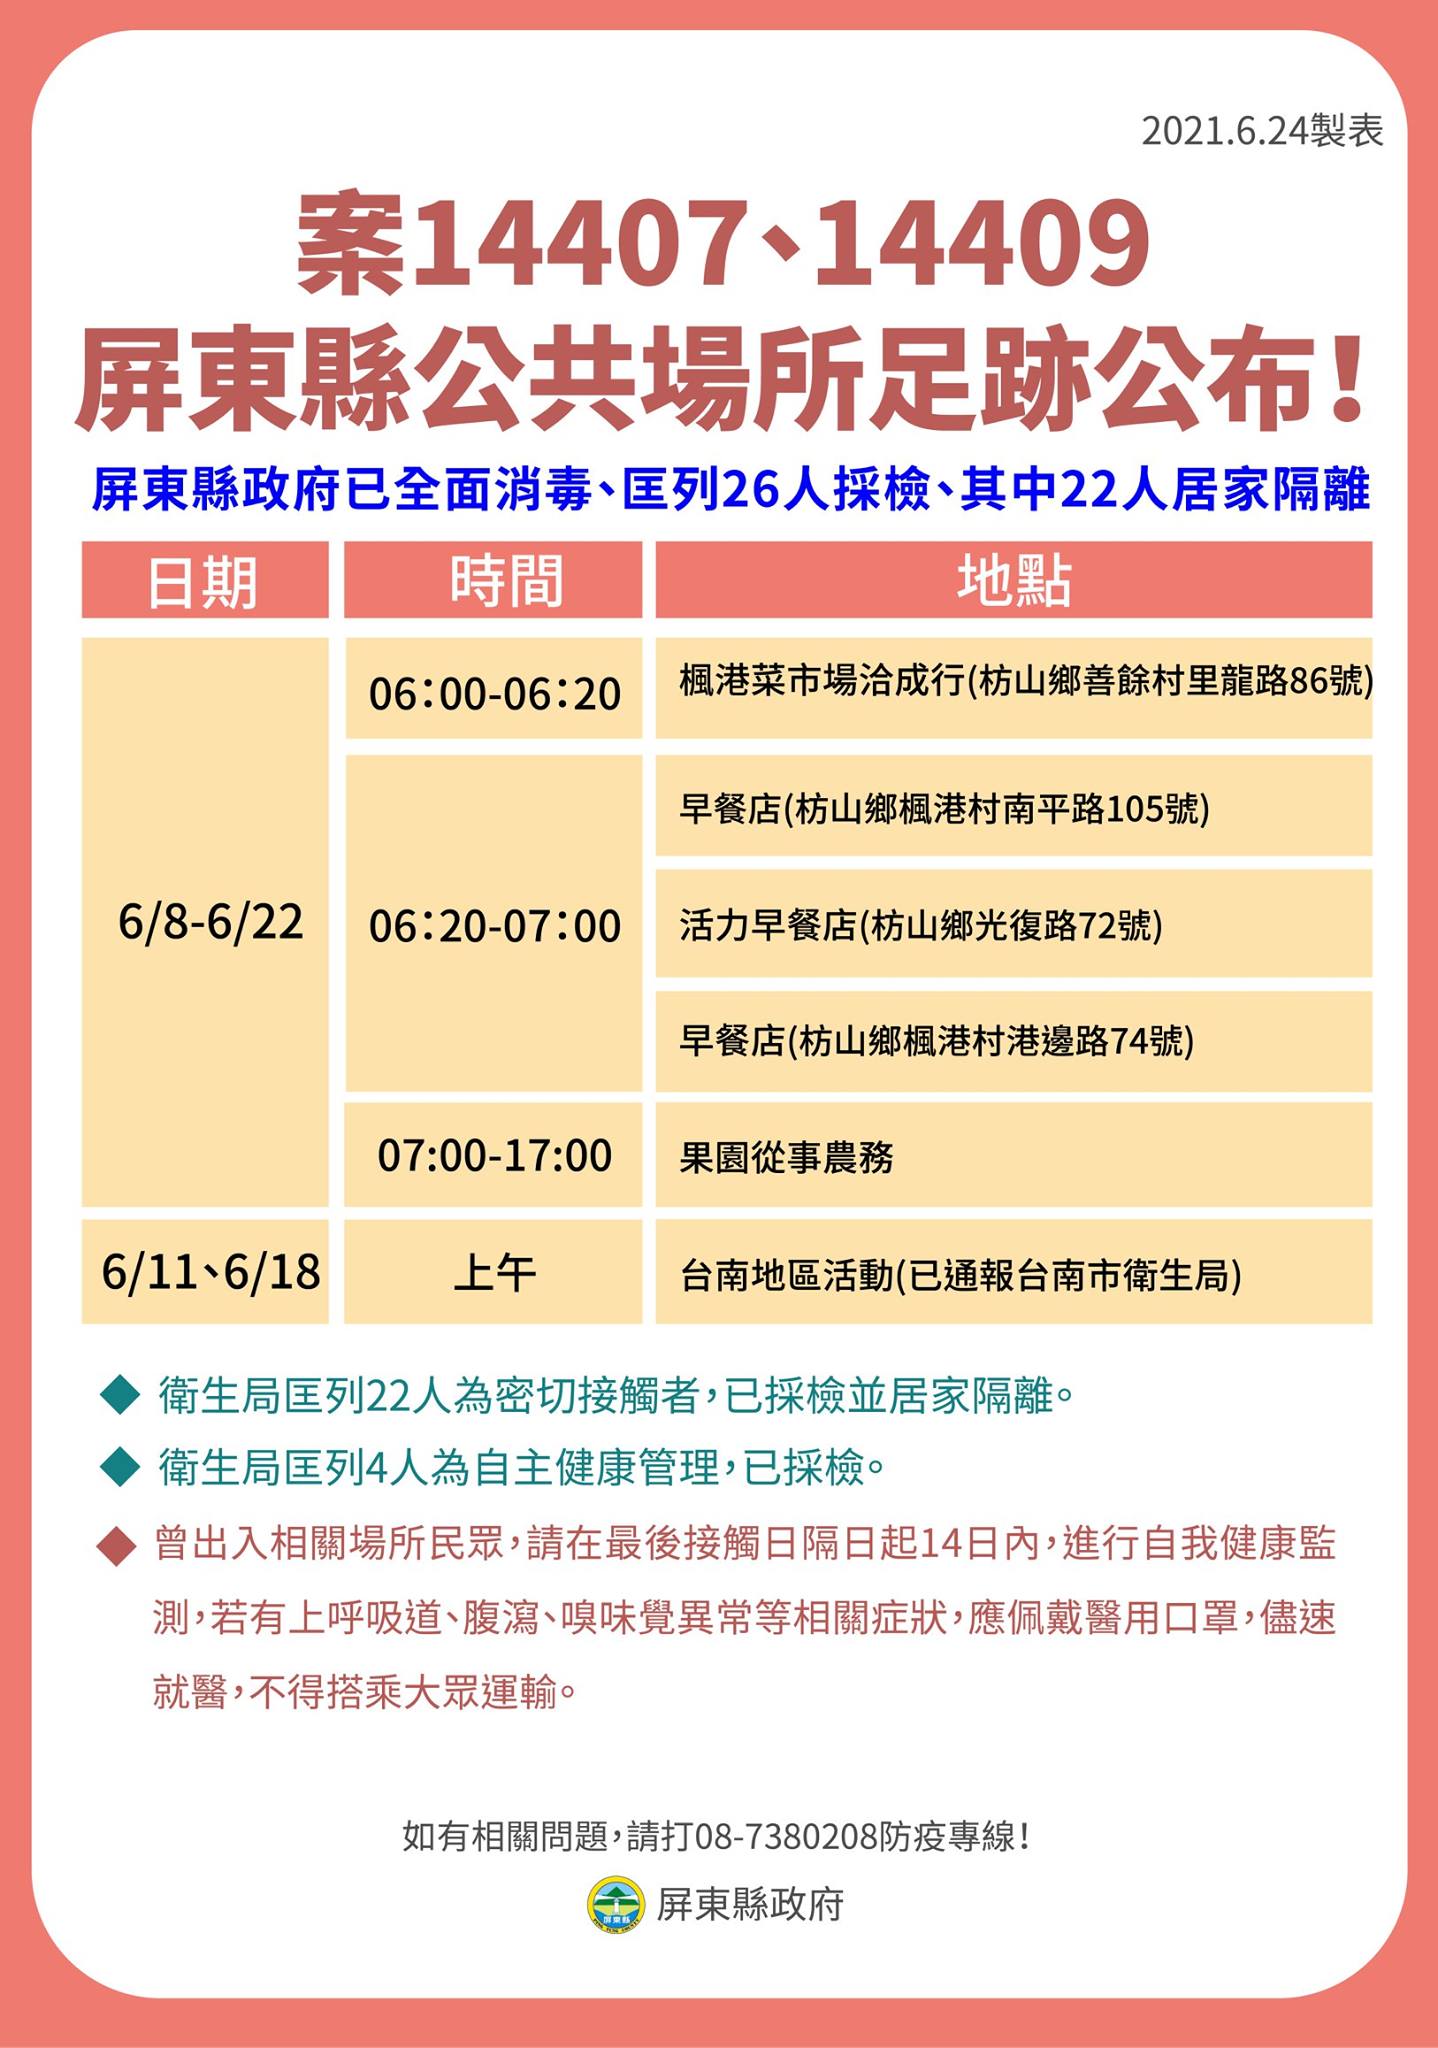 2021.6.24製表
案14407、14409
屏東縣公共場所足跡公布!
屏東縣政府已全面消毒、匡列26人採檢、其中22人居家隔離
日期 時間 地點
06:00-06:20 楓港菜市場洽成行(枋山鄉善餘村里龍路86號)
早餐店(枋山鄉楓港村南平路105號)
6/8-6/22 06:20-07:00 活力早餐店(枋山鄉光復路72號)
早餐店(枋山鄉楓港村港邊路74號)
07:00-17:00 果園從事農務
6/11、6/18 上午 台南地區活動(已通報台南市衛生局)
◆ 衛生局匡列22人為密切接觸者,已採檢並居家隔離。
◆ 衛生局匡列4人為自主健康管理,已採檢。
◆ 曾出入相關場所民眾,請在最後接觸日隔日起14日內,進行自我健康監
測,若有上呼吸道、腹瀉、嗅味覺異常等相關症狀,應佩戴醫用口罩,儘速
就醫,不得搭乘大眾運輸。
如有相關問題,請打08-7380208防疫專線!
屏東縣政府